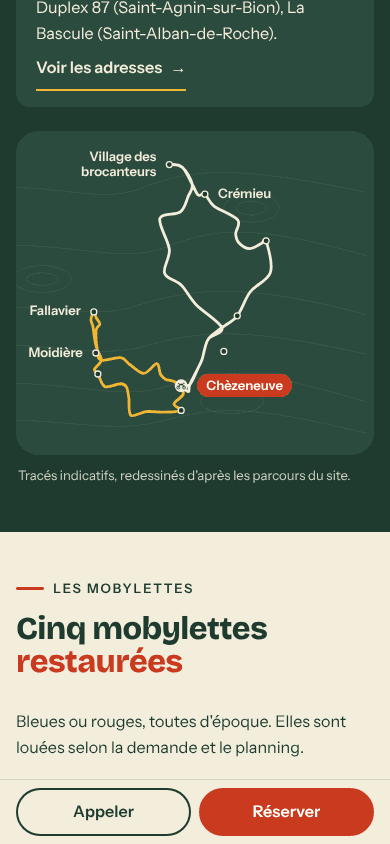 Duplex 87 (Saint-Agnin-sur-Bion), La
Bascule (Saint-Alban-de-Roche).
Voir les adresses →
Village des
brocanteurs
Crémieu
Fallavier
Moidière
Chèzeneuve
Tracés indicatifs, redessinés d'après les parcours du site.
LES MOBYLETTES
Cinq mobylettes
restaurées
Bleues ou rouges, toutes d'époque. Elles sont
louées selon la demande et le planning.
Appeler
Réserver